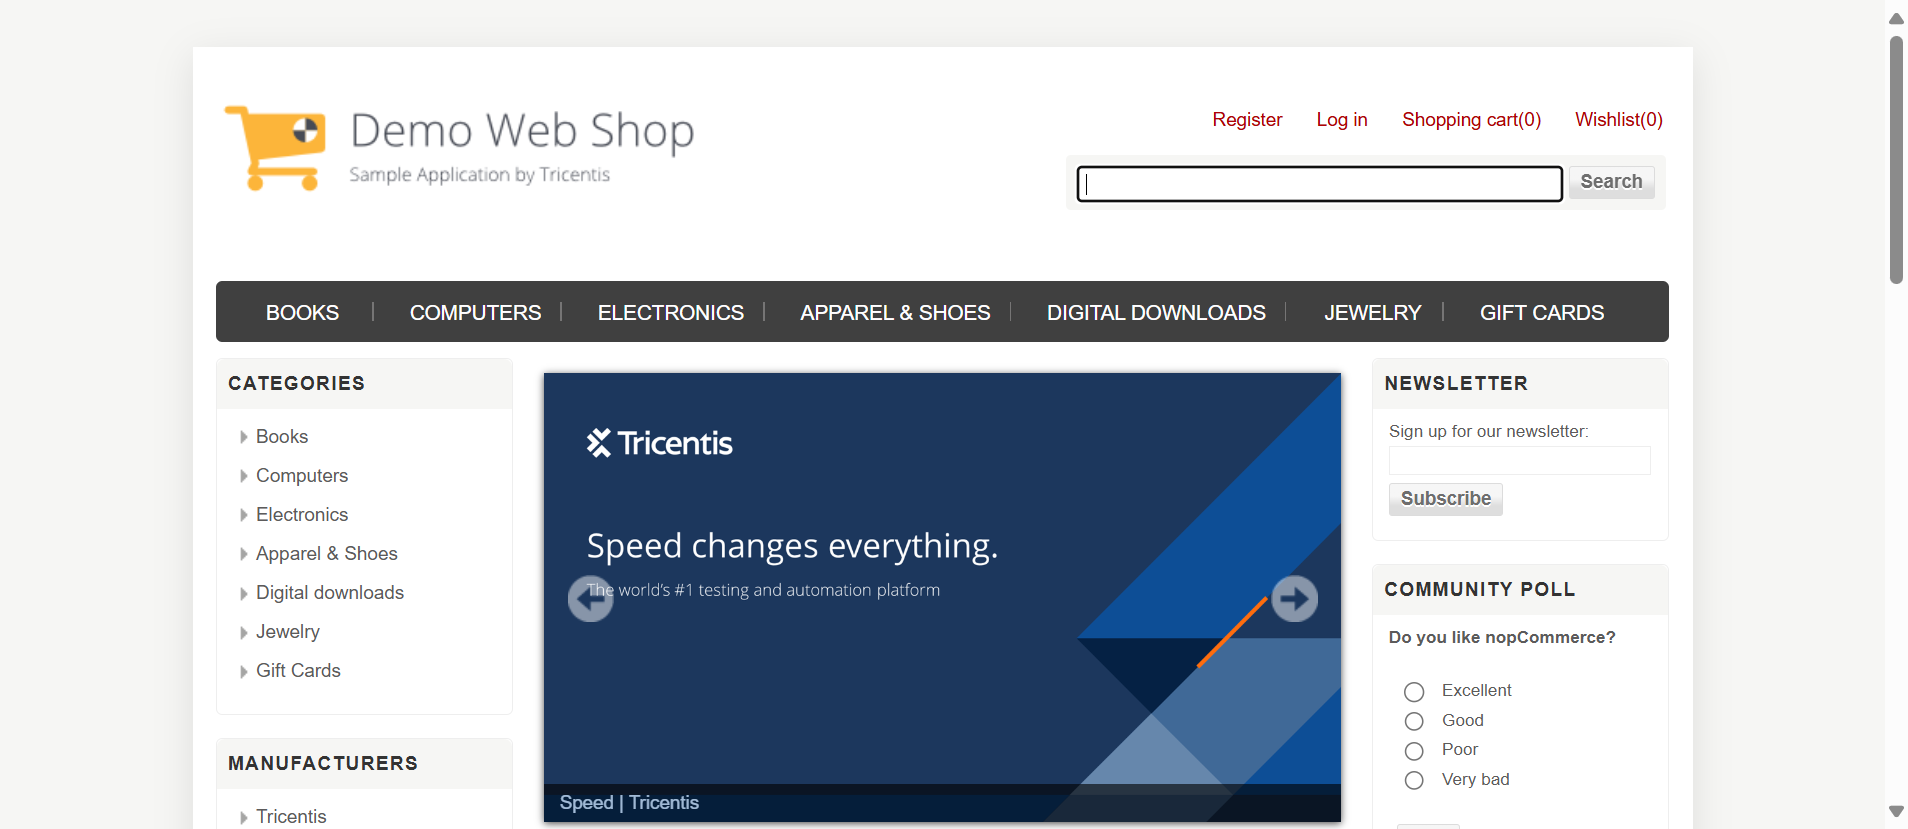 Demo Web Shop
Sample Application by Tricentis
Register Log in Shopping cart(0) Wishlist(0)
Search
BOOKS COMPUTERS ELECTRONICS APPAREL & SHOES DIGITAL DOWNLOADS JEWELRY GIFT CARDS
CATEGORIES
Books
Computers
Electronics
Apparel & Shoes
Digital downloads
Jewelry
Gift Cards
MANUFACTURERS
Tricentis
Tricentis
Speed changes everything.
The world's #1 testing and automation platform
Speed | Tricentis
NEWSLETTER
Sign up for our newsletter:
Subscribe
COMMUNITY POLL
Do you like nopCommerce?
Excellent
Good
Poor
Very bad